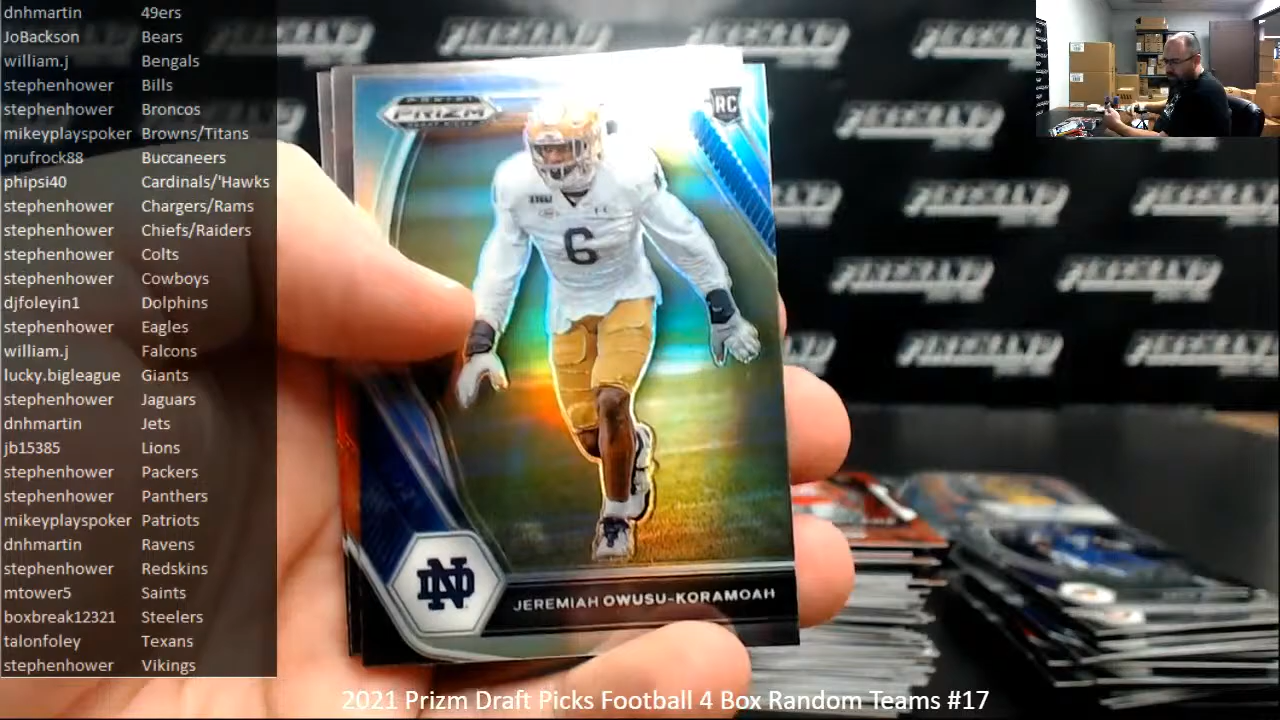 dnhmartin 49ers
JoBackson Bears
william.j Bengals
stephenhower Bills
stephenhower Broncos
mikeyplayspoker Browns/Titans
prufrock88 Buccaneers
phipsi40 Cardinals/'Hawks
stephenhower Chargers/Rams
stephenhower Chiefs/Raiders
stephenhower Colts
stephenhower Cowboys
djfoleyin1 Dolphins
stephenhower Eagles
william.j Falcons
lucky.bigleague Giants
stephenhower Jaguars
dnhmartin Jets
jb15385 Lions
stephenhower Packers
stephenhower Panthers
mikeyplayspoker Patriots
dnhmartin Ravens
stephenhower Redskins
mtower5 Saints
boxbreak12321 Steelers
talonfoley Texans
stephenhower Vikings
PRIZM
RC
6
ND
JEREMIAH OWUSU-KORAMOAH
2021 Prizm Draft Picks Football 4 Box Random Teams #17